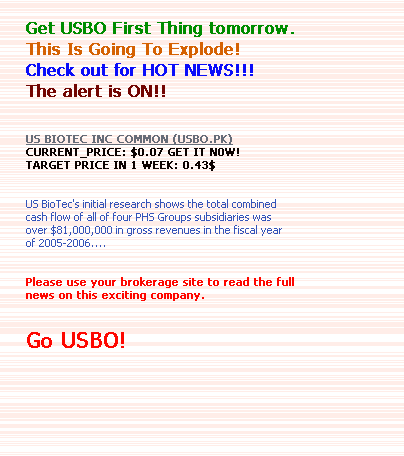 Get USBO First Thing tomorrow.
This Is Going To Explode!
Check out for HOT NEWS!!!
The alert is ON!!
US BIOTEC INC COMMON (USBO.PK)
CURRENT_PRICE: $0.07 GET IT N0W!
TARGET PRICE IN 1 WEEK: 0.43$
US BioTec's initial research shows the total combined
cash flow of all of four PHS Groups subsidiaries was
over $81,000,000 in gross revenues in the fiscal year
of 2005-2006....
Please use your brokerage site to read the full
news on this exciting company.
Go USBO!